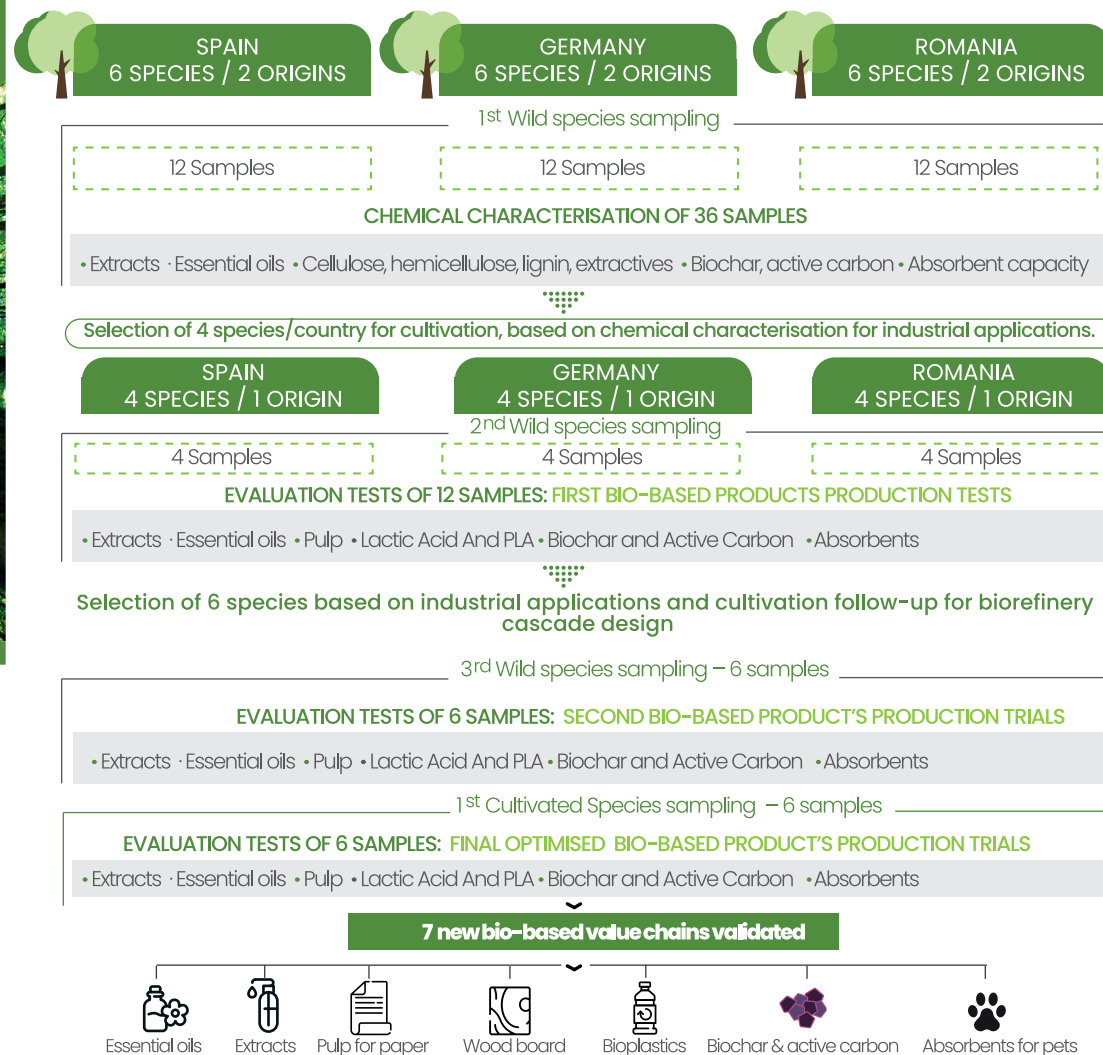 SPAIN
6 SPECIES / 2 ORIGINS
GERMANY
6 SPECIES / 2 ORIGINS
ROMANIA
6 SPECIES / 2 ORIGINS
1st Wild species sampling
12 Samples
12 Samples
12 Samples
CHEMICAL CHARACTERISATION OF 36 SAMPLES
• Extracts · Essential oils • Cellulose, hemicellulose, lignin, extractives • Biochar, active carbon • Absorbent capacity
Selection of 4 species/country for cultivation, based on chemical characterisation for industrial applications.
SPAIN
4 SPECIES / 1 ORIGIN
GERMANY
4 SPECIES / 1 ORIGIN
ROMANIA
4 SPECIES / 1 ORIGIN
2nd Wild species sampling
4 Samples
4 Samples
4 Samples
EVALUATION TESTS OF 12 SAMPLES: FIRST BIO-BASED PRODUCTS PRODUCTION TESTS
• Extracts · Essential oils • Pulp • Lactic Acid And PLA • Biochar and Active Carbon • Absorbents
Selection of 6 species based on industrial applications and cultivation follow-up for biorefinery
cascade design
3rd Wild species sampling – 6 samples
EVALUATION TESTS OF 6 SAMPLES: SECOND BIO-BASED PRODUCT'S PRODUCTION TRIALS
• Extracts · Essential oils • Pulp • Lactic Acid And PLA • Biochar and Active Carbon • Absorbents
1st Cultivated Species sampling – 6 samples
EVALUATION TESTS OF 6 SAMPLES: FINAL OPTIMISED BIO-BASED PRODUCT'S PRODUCTION TRIALS
• Extracts · Essential oils • Pulp • Lactic Acid And PLA • Biochar and Active Carbon • Absorbents
7 new bio-based value chains validated
Essential oils
Extracts
Pulp for paper
Wood board
Bioplastics
Biochar & active carbon
Absorbents for pets